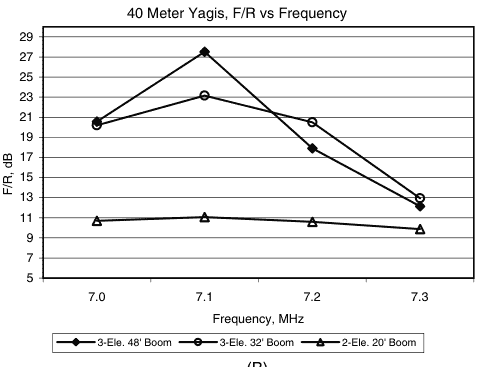 40 Meter Yagis, F/R vs Frequency
29
27
25
23
21
19
17
15
13
11
9
7
5
F/R, dB
7.0 7.1 7.2 7.3
Frequency, MHz
3-Ele. 48' Boom 3-Ele. 32' Boom 2-Ele. 20' Boom